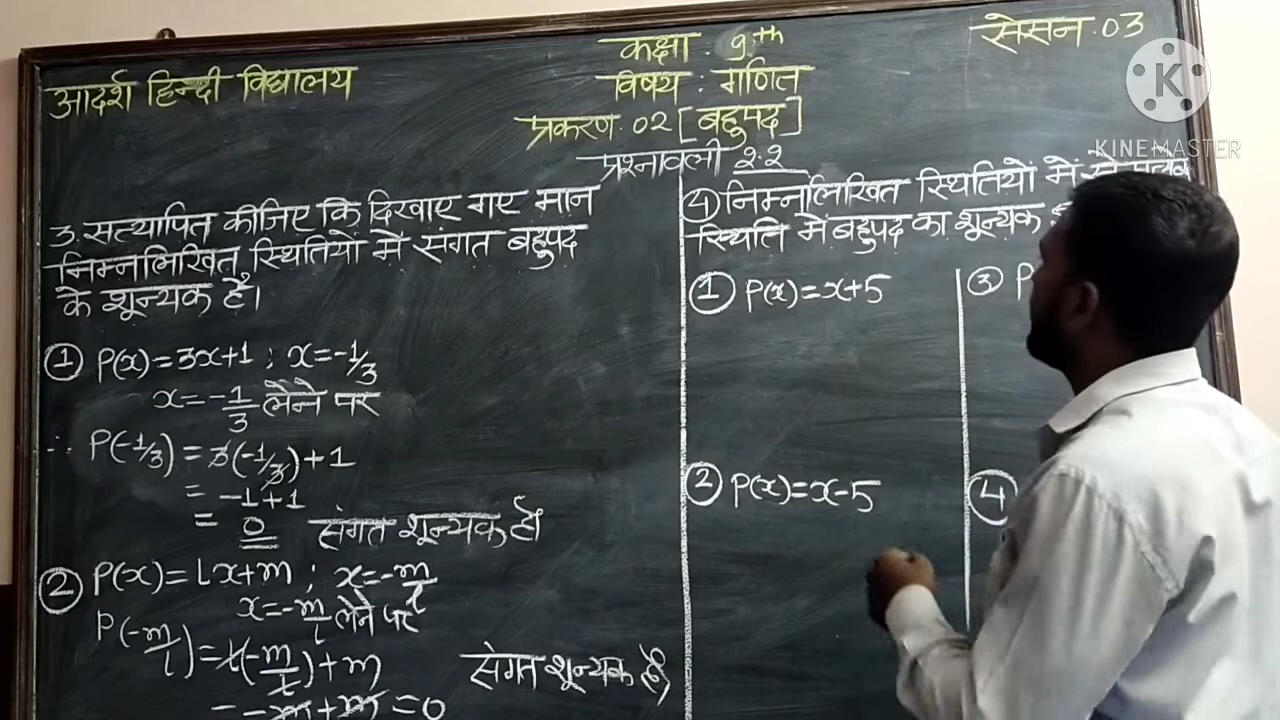 आदर्श हिन्दी विद्यालय
कक्षा : 9.th
विषय : गणित
प्रकरण. 02 [बहुपद]
प्रश्नावली 2.2
सेसन. 03
K
KINEMASTER
3. सत्यापित कीजिए कि दिखाए गए मान
निम्नलिखित स्थितियों में संगत बहुपद
के शून्यक है।
① P(x)=3x+1 ; x=-1/3
x=-1/3 लेने पर
∴ P(-1/3) = 3(-1/3)+1
= -1+1
= 0 संगत शून्यक है।
② P(x)=Lx+m ; x=-m/l
x=-m/l लेने पर
P(-m/l)=l(-m/l)+m
= -m+m=0
संगत शून्यक है,
④ निम्नलिखित स्थितियों में से
स्थिति में बहुपद का शून्यक
① P(x)=x+5
② P(x)=x-5
③ P
④